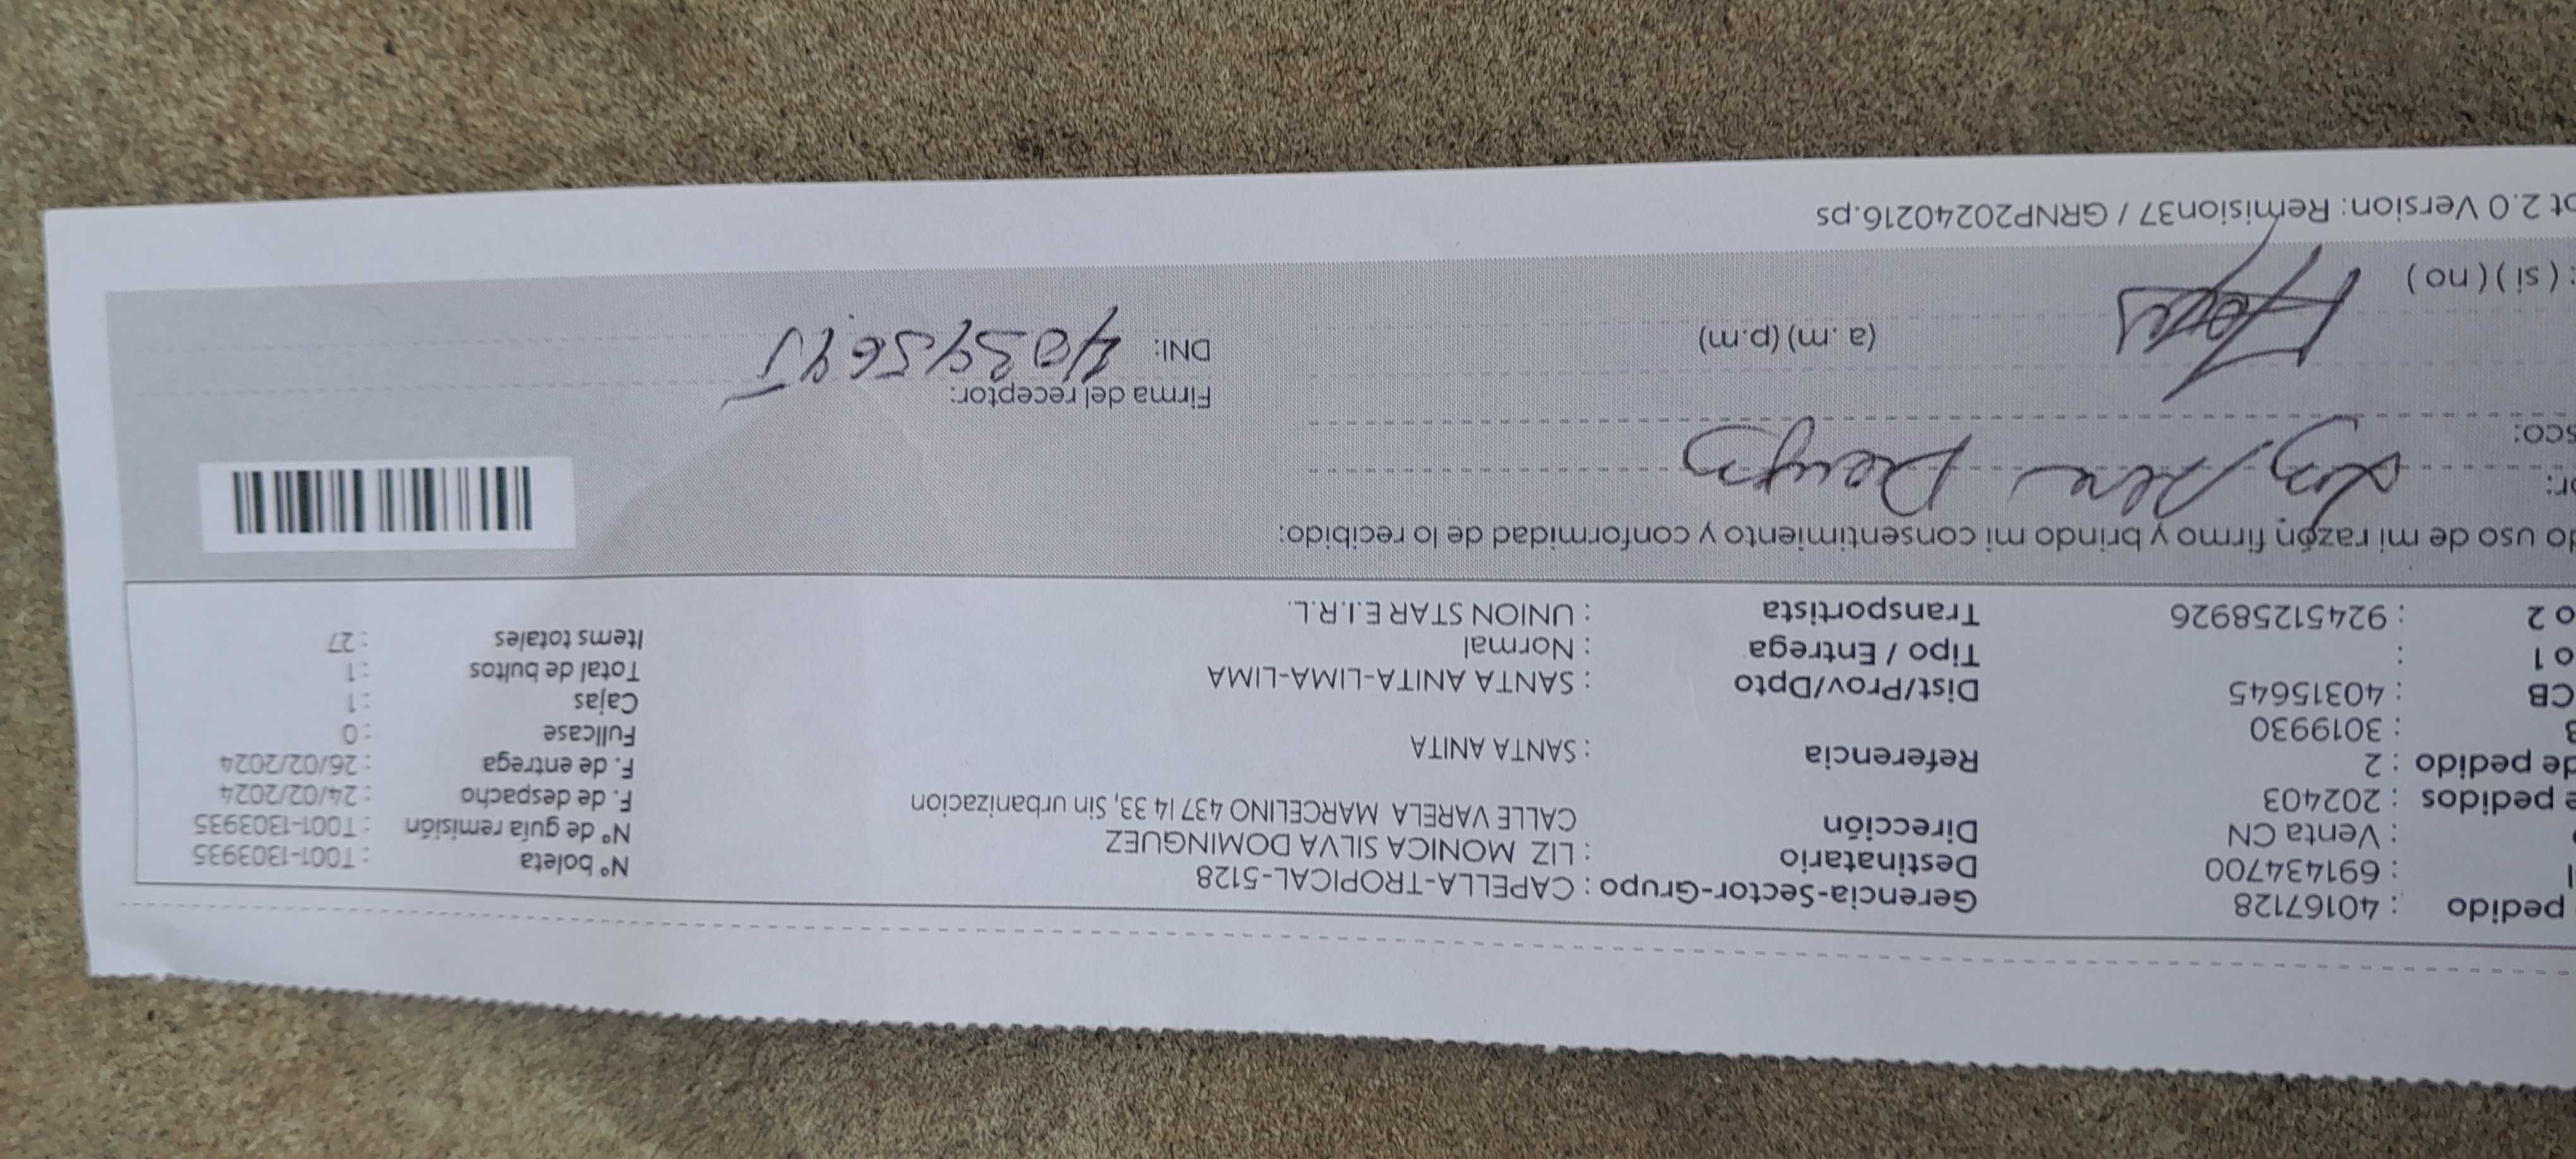 pedido : 40167128 Gerencia-Sector-Grupo : CAPELLA-TROPICAL-5128 Nº boleta : T001-1303935
: 691434700 Destinatario : LIZ MONICA SILVA DOMINGUEZ Nº de guía remisión : T001-1303935
: Venta CN Dirección CALLE VARELA MARCELINO 437 |4 33, Sin urbanizacion F. de despacho : 24/02/2024
e pedidos : 202403 F. de entrega : 26/02/2024
de pedido : 2 Referencia : SANTA ANITA Fullcase : 0
: 3019930 Cajas : 1
CB : 40315645 Dist/Prov/Dpto : SANTA ANITA-LIMA-LIMA Total de bultos : 1
o 1 : Tipo / Entrega : Normal Items totales : 27
o 2 : 92451258926 Transportista : UNION STAR E.I.R.L.
do uso de mi razón firmo y brindo mi consentimiento y conformidad de lo recibido:
or:
sco:
Firma del receptor:
(a.m) (p.m) DNI:
: ( si ) ( no )
pt 2.0 Version: Remision37 / GRNP20240216.ps